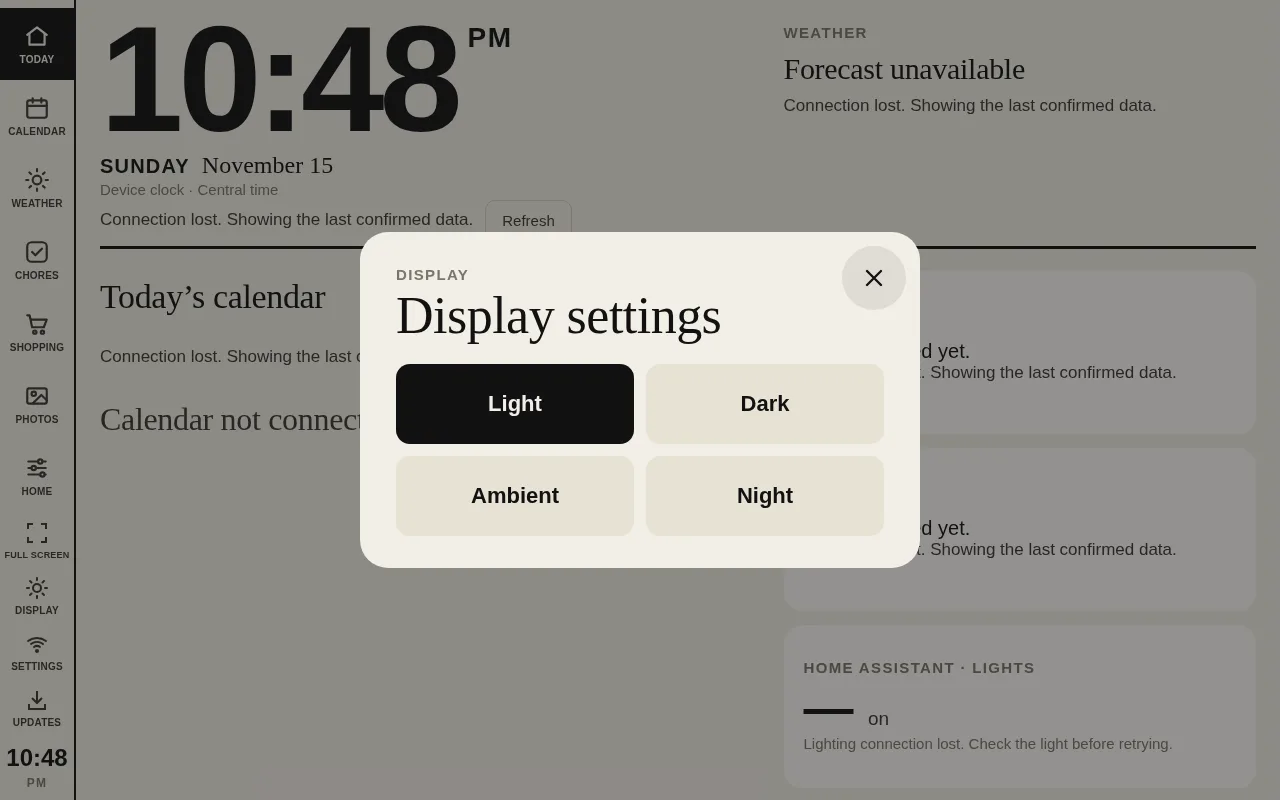 TODAY
CALENDAR
WEATHER
CHORES
SHOPPING
PHOTOS
HOME
FULL SCREEN
DISPLAY
SETTINGS
UPDATES
10:48
PM
10:48 PM
SUNDAY November 15
Device clock · Central time
Connection lost. Showing the last confirmed data. Refresh
WEATHER
Forecast unavailable
Connection lost. Showing the last confirmed data.
Today’s calendar
Connection lost. Showing the last
Calendar not connect
DISPLAY
Display settings
Light
Dark
Ambient
Night
yet.
Showing the last confirmed data.
yet.
Showing the last confirmed data.
HOME ASSISTANT · LIGHTS
— on
Lighting connection lost. Check the light before retrying.